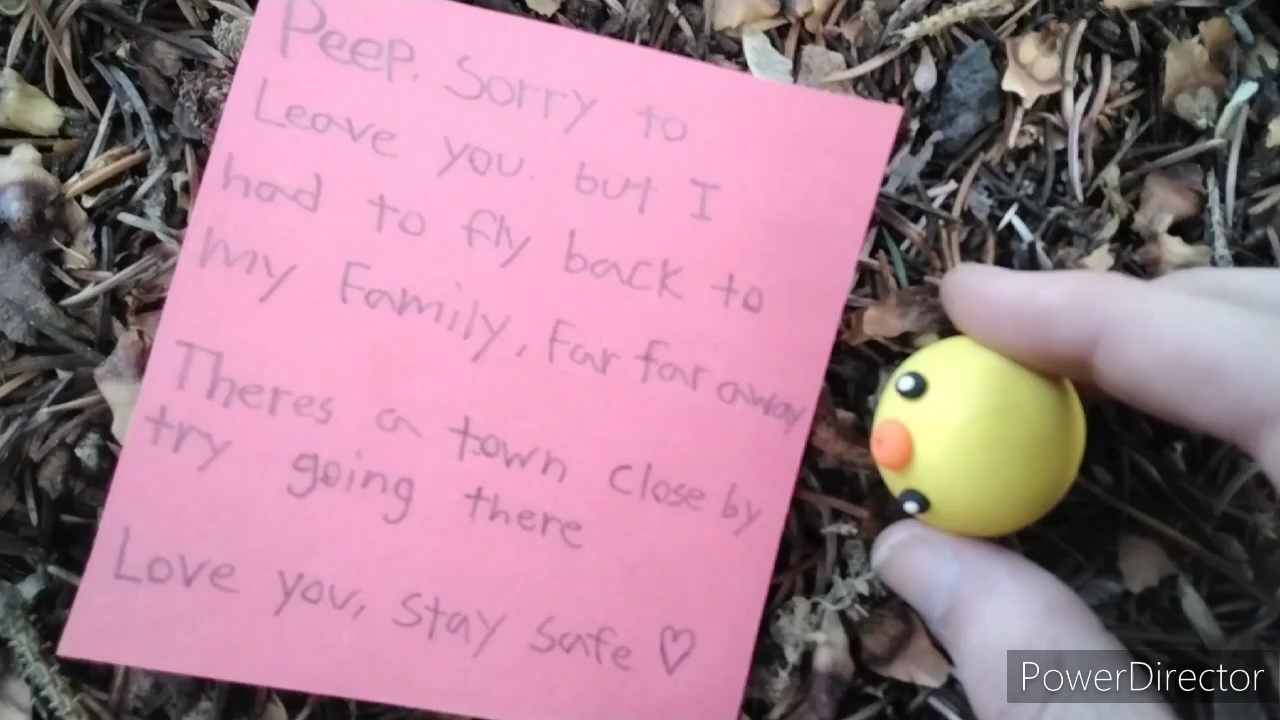 Peep. Sorry to
Leave you. but I
had to fly back to
my Family, Far far away
Theres a town close by
try going there
Love you, stay safe ♡
PowerDirector